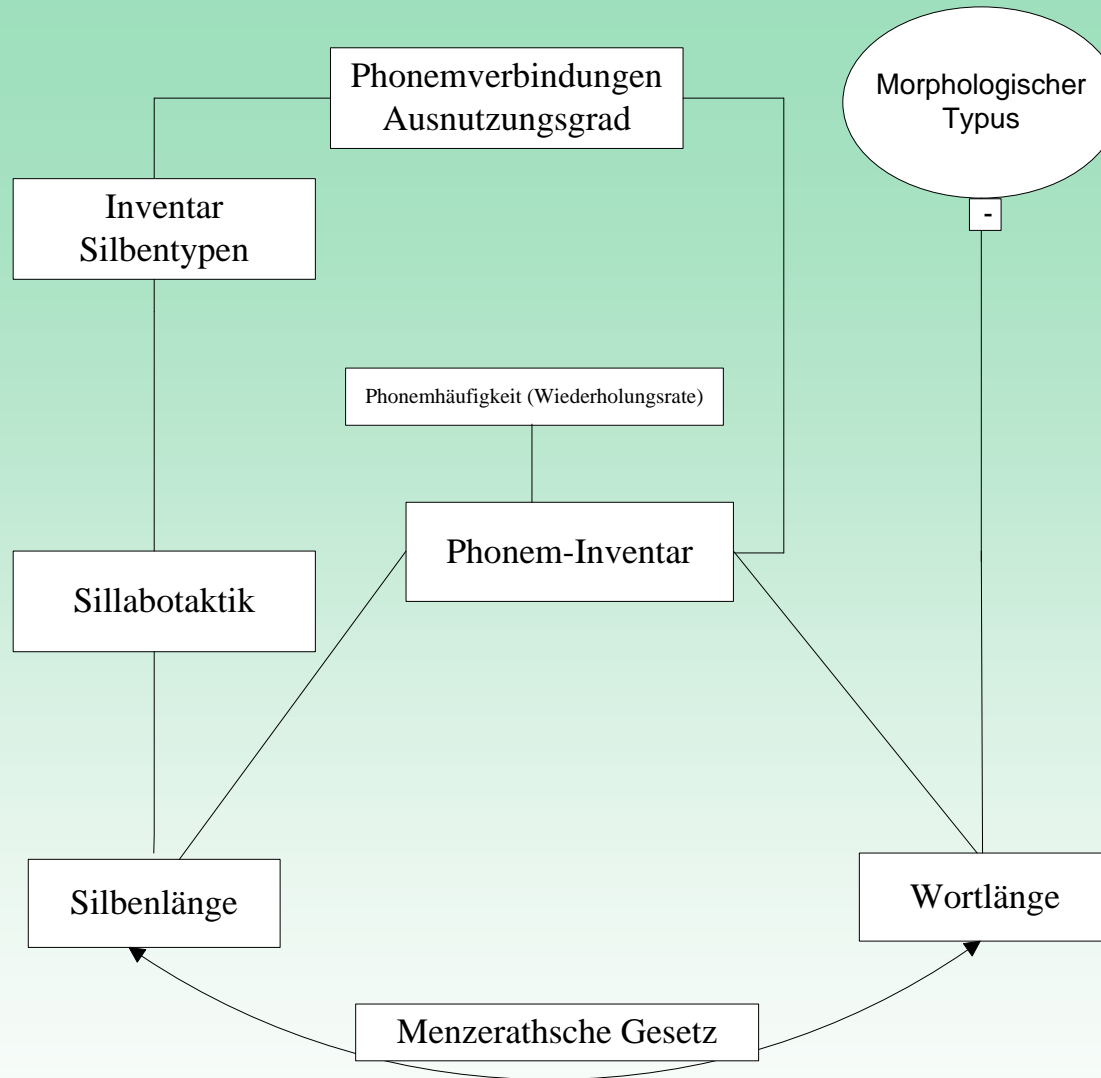 Phonemverbindungen
Ausnutzungsgrad
Morphologischer
Typus
-
Inventar
Silbentypen
Phonemhäufigkeit (Wiederholungsrate)
Phonem-Inventar
Sillabotaktik
Silbenlänge
Wortlänge
Menzerathsche Gesetz